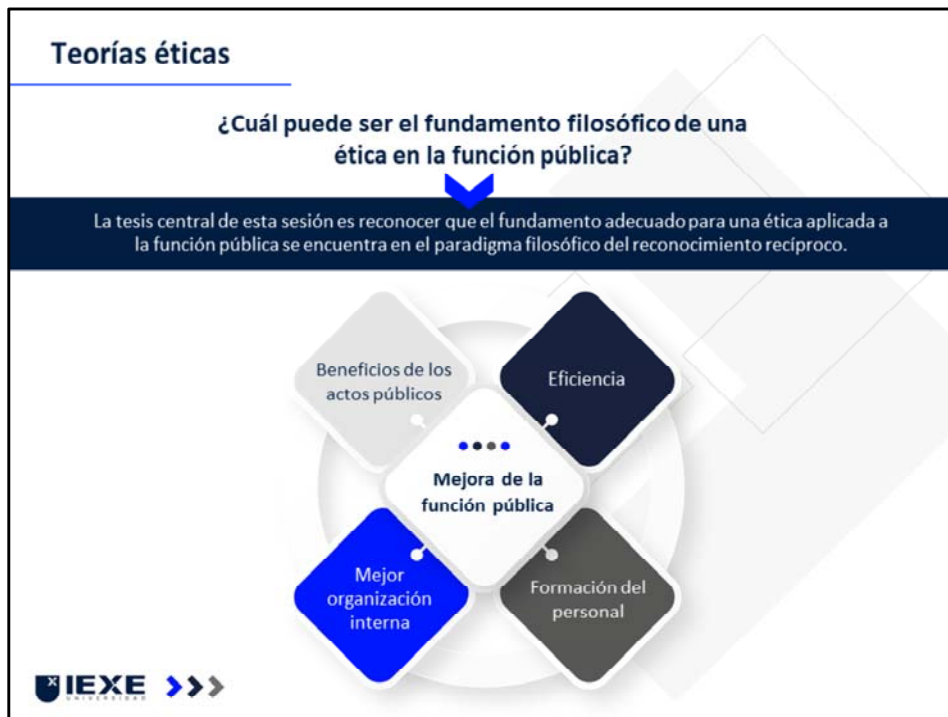 Teorías éticas
¿Cuál puede ser el fundamento filosófico de una
ética en la función pública?
La tesis central de esta sesión es reconocer que el fundamento adecuado para una ética aplicada a
la función pública se encuentra en el paradigma filosófico del reconocimiento recíproco.
Beneficios de los
actos públicos
Eficiencia
Mejora de la
función pública
Mejor
organización
interna
Formación del
personal
IEXE
UNIVERSIDAD